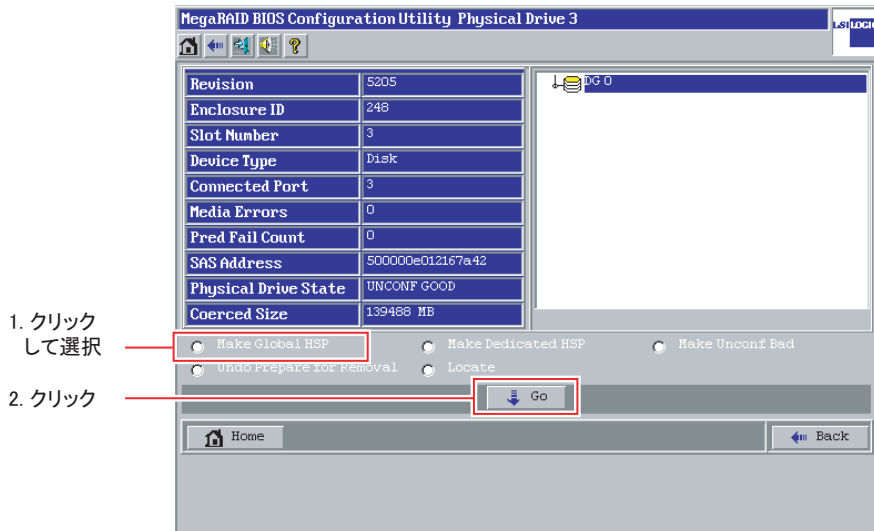 MegaRAID BIOS Configuration Utility Physical Drive 3
LSI LOGIC
Revision 5205
Enclosure ID 248
Slot Number 3
Device Type Disk
Connected Port 3
Media Errors 0
Pred Fail Count 0
SAS Address 500000e012167a42
Physical Drive State UNCONF GOOD
Coerced Size 139488 MB
DG 0
1. クリック
して選択
Make Global HSP Make Dedicated HSP Make Unconf Bad
Undo Prepare for Removal Locate
2. クリック
Go
Home Back